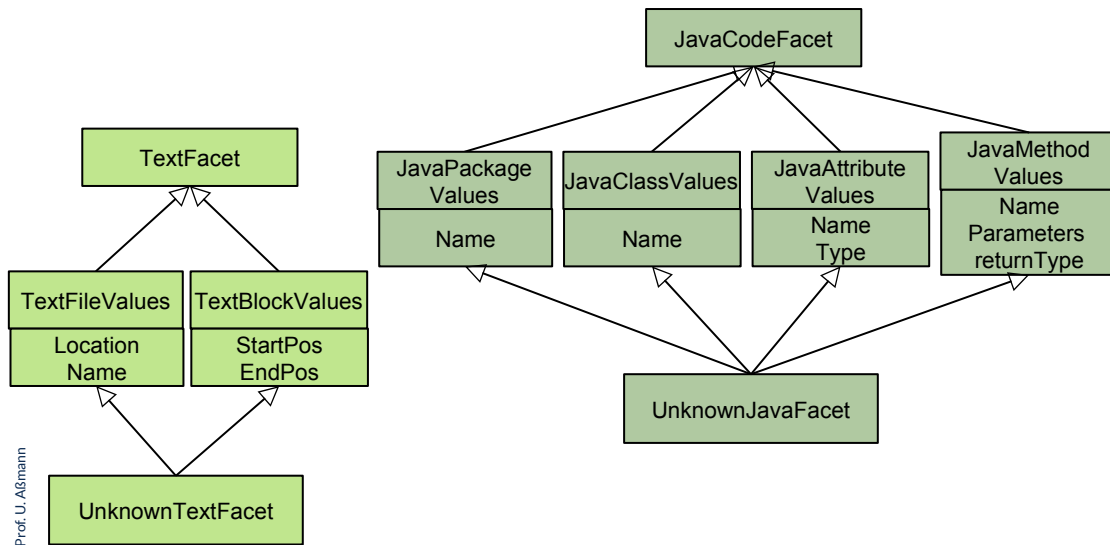 JavaCodeFacet
TextFacet
JavaPackage
Values
Name
JavaClassValues
Name
JavaAttribute
Values
Name
Type
JavaMethod
Values
Name
Parameters
returnType
TextFileValues
Location
Name
TextBlockValues
StartPos
EndPos
UnknownJavaFacet
UnknownTextFacet
Prof. U. Aßmann